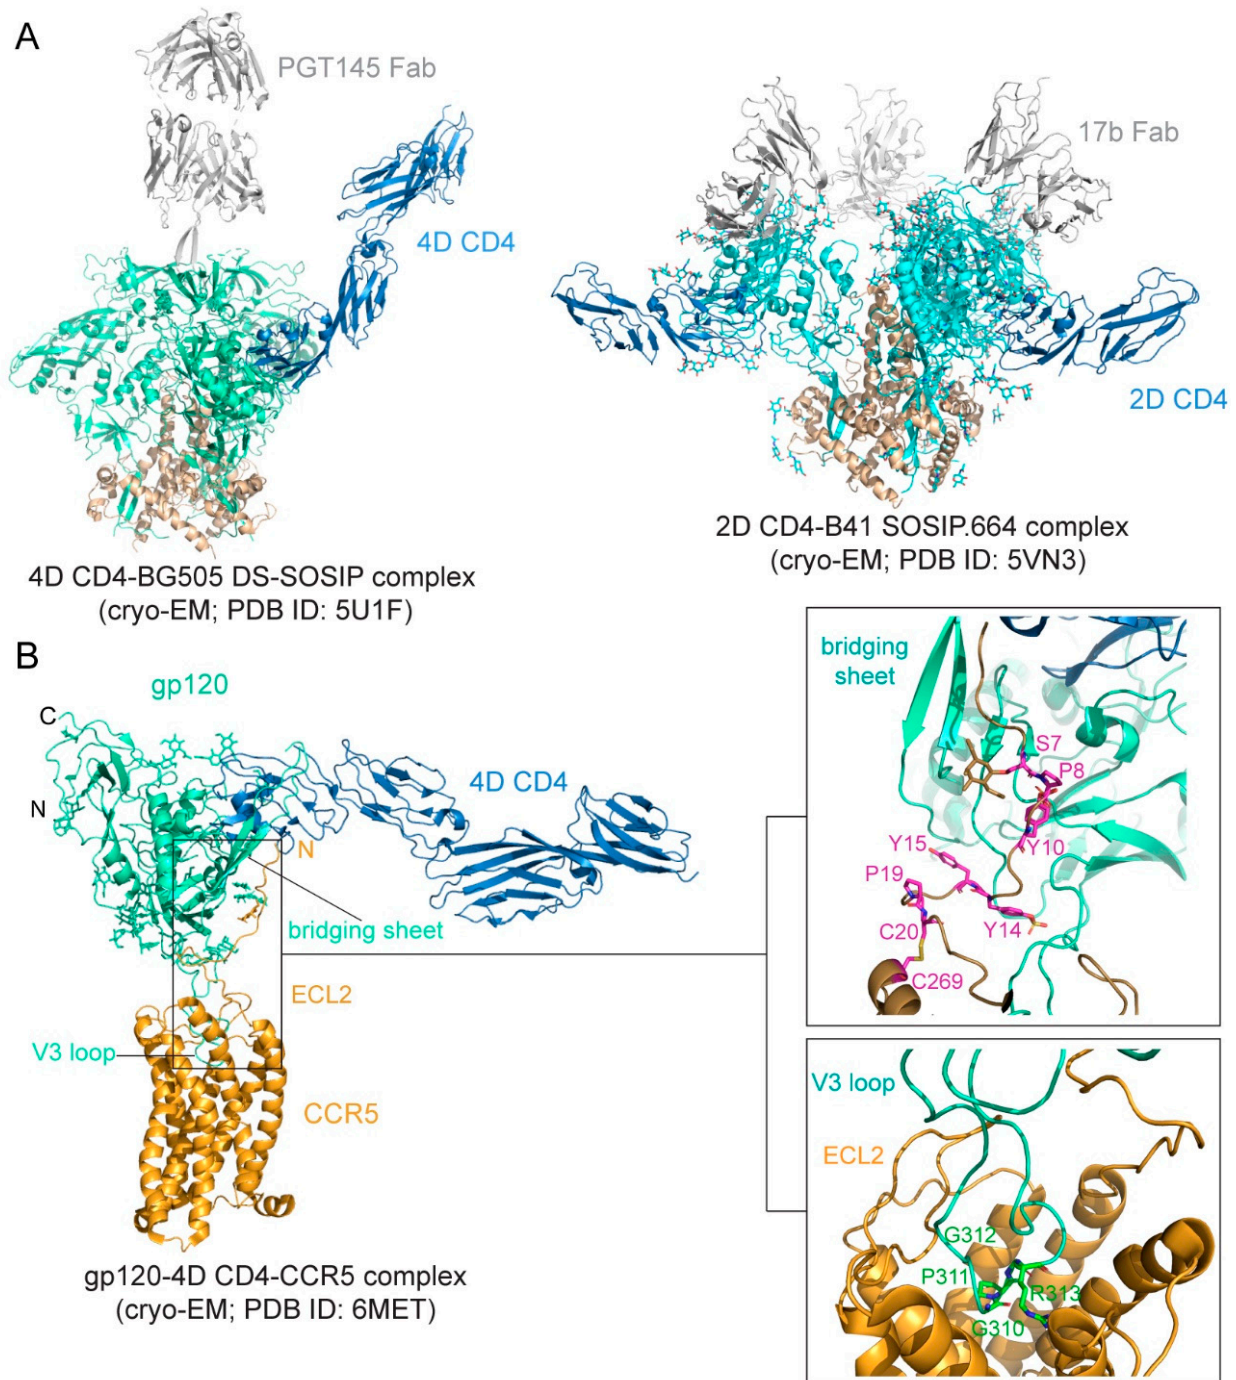 A
PGT145 Fab
4D CD4
17b Fab
2D CD4
4D CD4-BG505 DS-SOSIP complex
(cryo-EM; PDB ID: 5U1F)
2D CD4-B41 SOSIP.664 complex
(cryo-EM; PDB ID: 5VN3)
B
gp120
C
N
4D CD4
N
bridging sheet
ECL2
V3 loop
CCR5
gp120-4D CD4-CCR5 complex
(cryo-EM; PDB ID: 6MET)
bridging
sheet
S7
P8
Y15
Y10
P19
C20
Y14
C269
V3 loop
ECL2
G312
P311
R313
G310